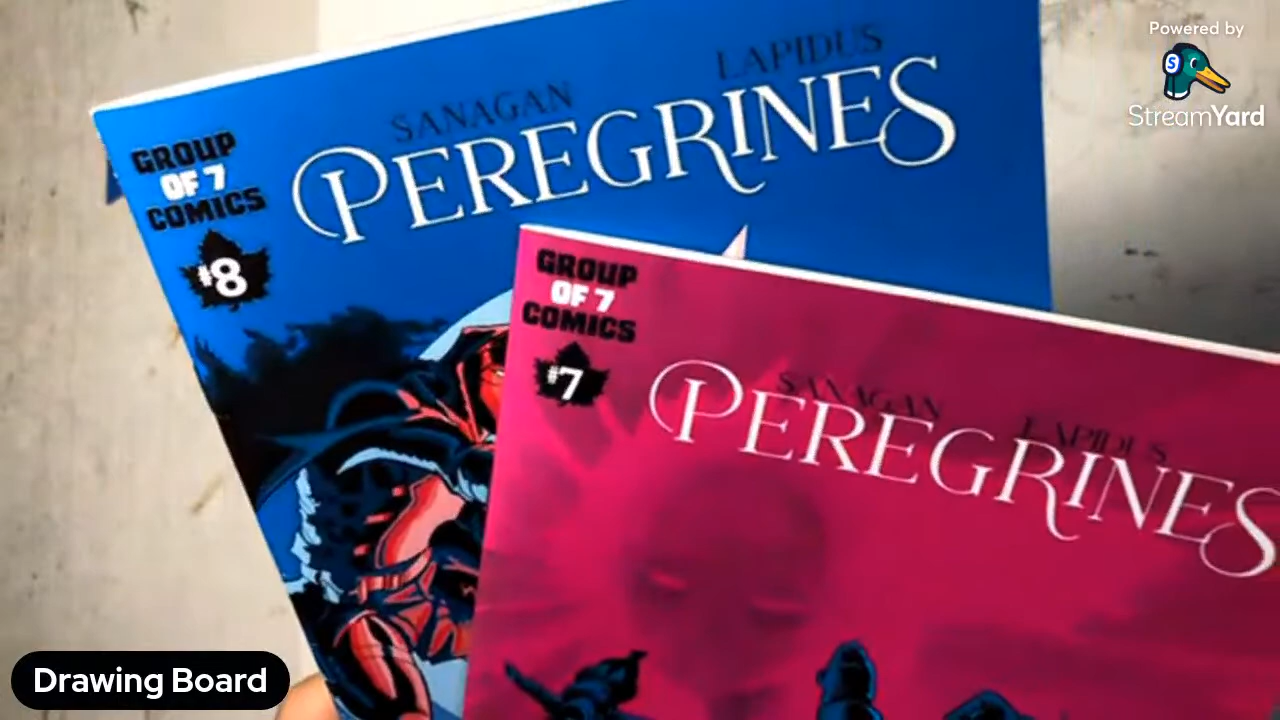 Powered by
StreamYard
SANAGAN LAPIDUS
PEREGRINES
GROUP
OF 7
COMICS
#8
GROUP
OF 7
COMICS
#7
SANAGAN LAPIDUS
PEREGRINES
Drawing Board